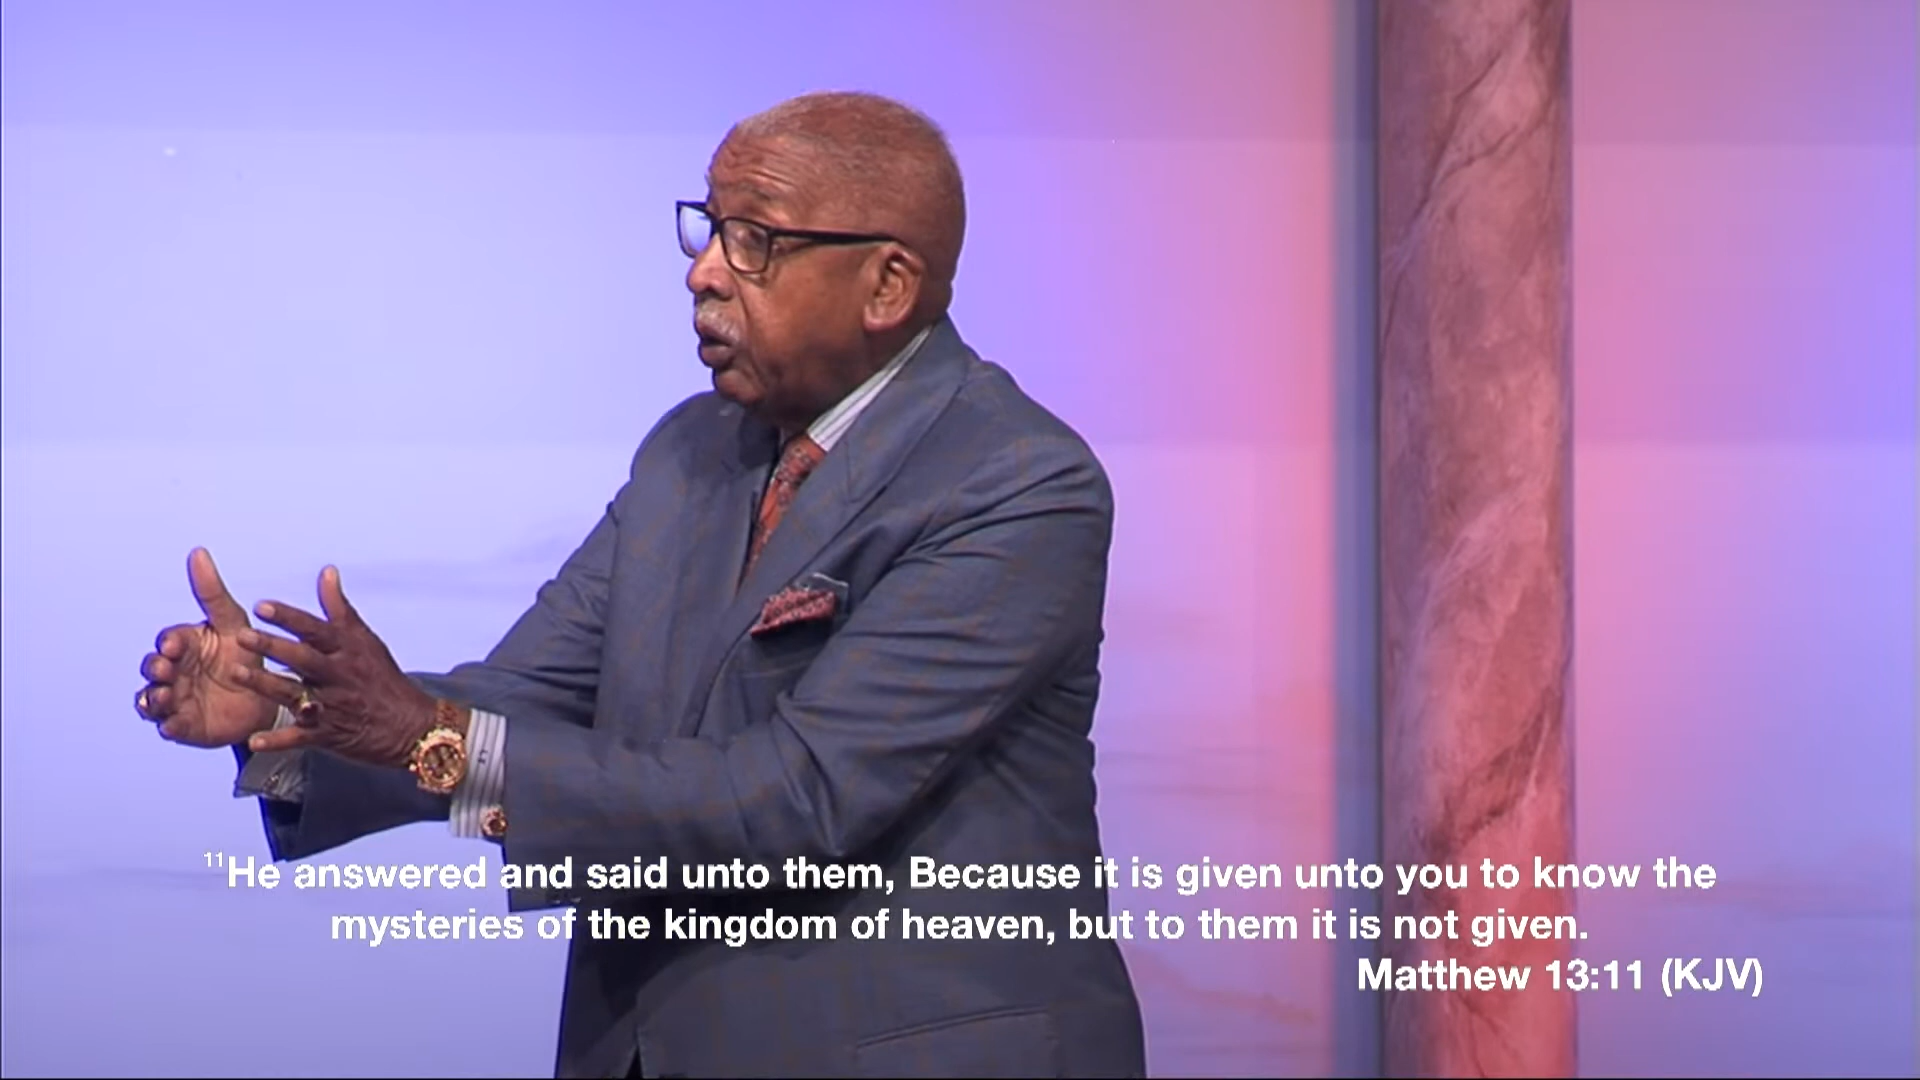 ¹¹He answered and said unto them, Because it is given unto you to know the
mysteries of the kingdom of heaven, but to them it is not given.
Matthew 13:11 (KJV)